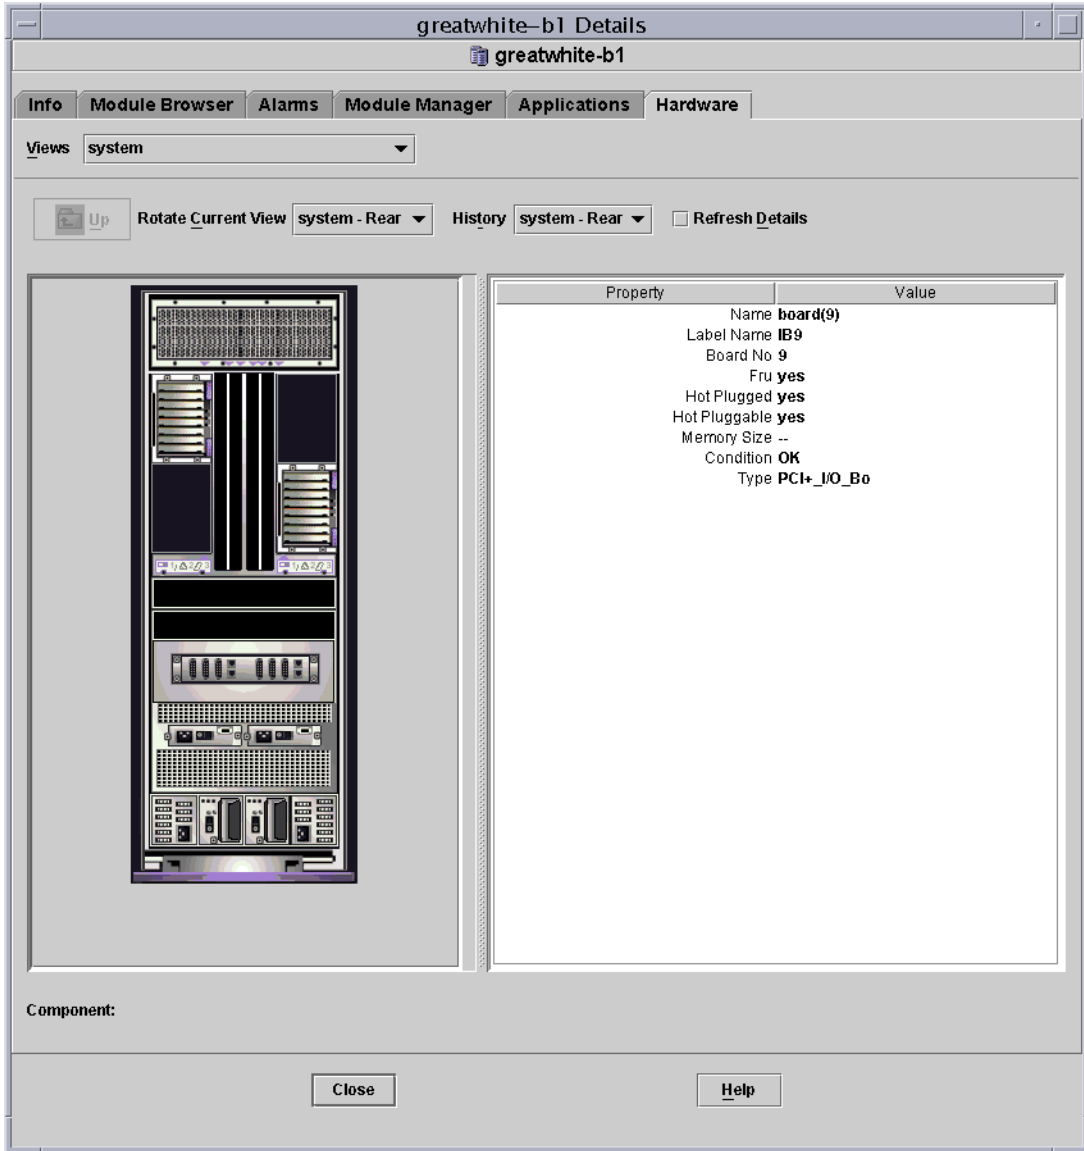 greatwhite–b1 Details
greatwhite-b1
Info Module Browser Alarms Module Manager Applications Hardware
Views system
Up Rotate Current View system - Rear History system - Rear Refresh Details
Property Value
Name board(9)
Label Name IB9
Board No 9
Fru yes
Hot Plugged yes
Hot Pluggable yes
Memory Size --
Condition OK
Type PCI+_I/O_Bo
Component:
Close Help